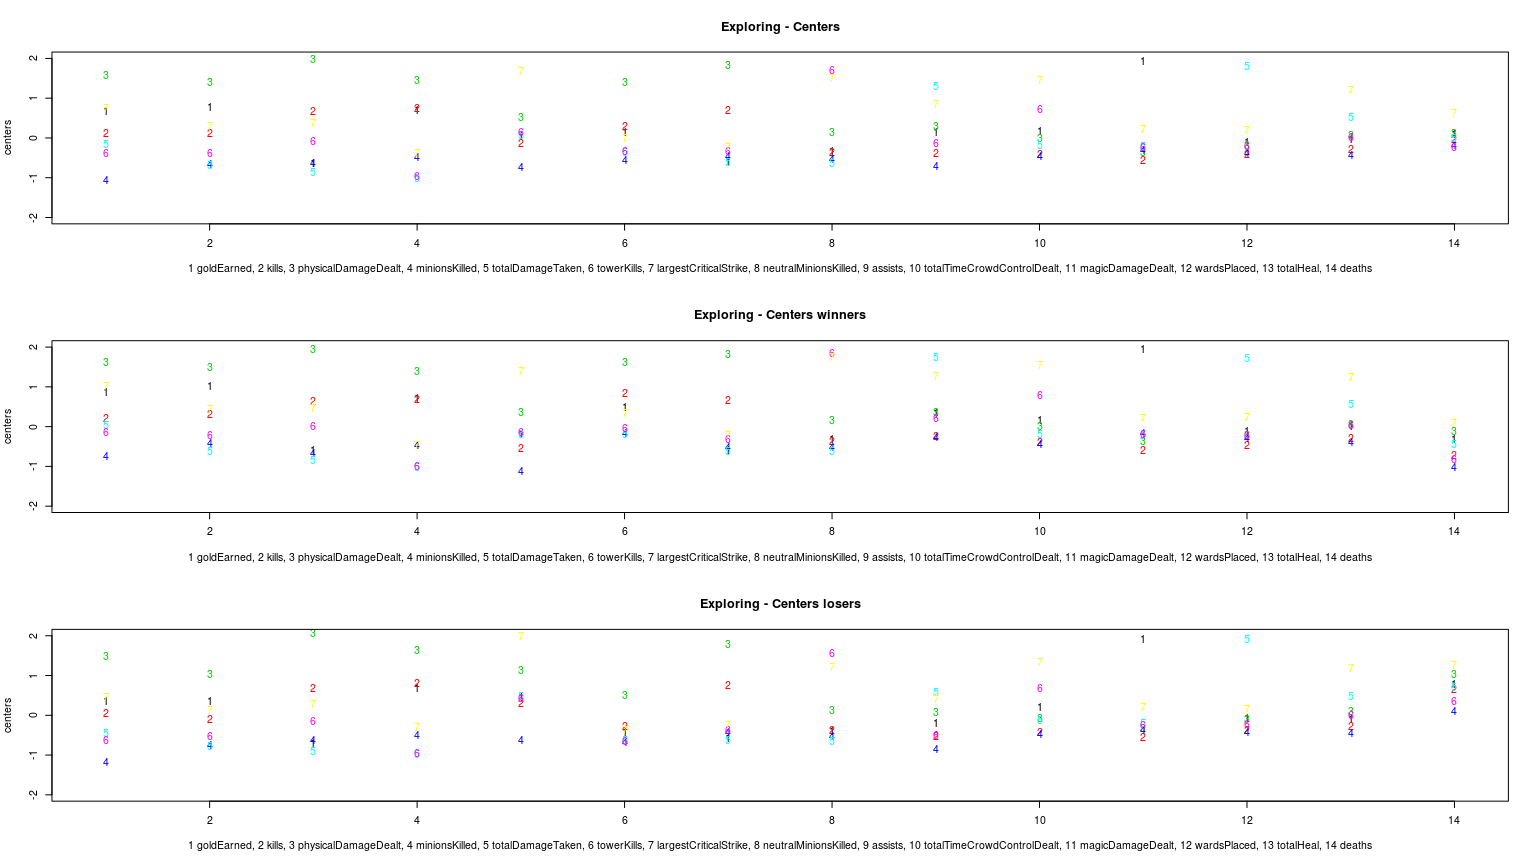 Exploring - Centers
centers
2
1
0
-1
-2
2 4 6 8 10 12 14
1 goldEarned, 2 kills, 3 physicalDamageDealt, 4 minionsKilled, 5 totalDamageTaken, 6 towerKills, 7 largestCriticalStrike, 8 neutralMinionsKilled, 9 assists, 10 totalTimeCrowdControlDealt, 11 magicDamageDealt, 12 wardsPlaced, 13 totalHeal, 14 deaths
Exploring - Centers winners
centers
2
1
0
-1
-2
2 4 6 8 10 12 14
1 goldEarned, 2 kills, 3 physicalDamageDealt, 4 minionsKilled, 5 totalDamageTaken, 6 towerKills, 7 largestCriticalStrike, 8 neutralMinionsKilled, 9 assists, 10 totalTimeCrowdControlDealt, 11 magicDamageDealt, 12 wardsPlaced, 13 totalHeal, 14 deaths
Exploring - Centers losers
centers
2
1
0
-1
-2
2 4 6 8 10 12 14
1 goldEarned, 2 kills, 3 physicalDamageDealt, 4 minionsKilled, 5 totalDamageTaken, 6 towerKills, 7 largestCriticalStrike, 8 neutralMinionsKilled, 9 assists, 10 totalTimeCrowdControlDealt, 11 magicDamageDealt, 12 wardsPlaced, 13 totalHeal, 14 deaths